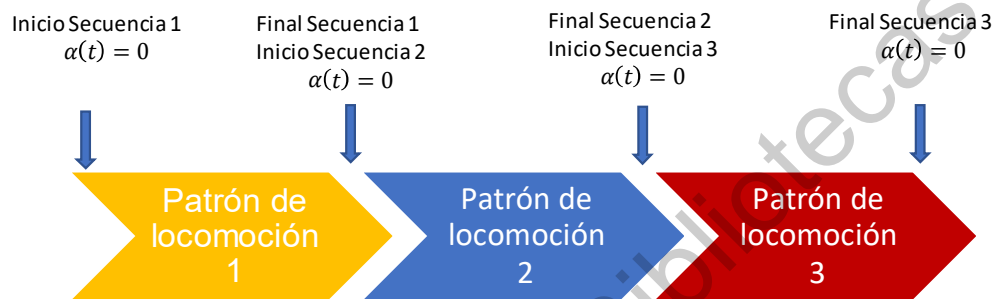 Inicio Secuencia 1
α(t) = 0
Final Secuencia 1
Inicio Secuencia 2
α(t) = 0
Final Secuencia 2
Inicio Secuencia 3
α(t) = 0
Final Secuencia 3
α(t) = 0
Patrón de
locomoción
1
Patrón de
locomoción
2
Patrón de
locomoción
3
bibliotecas